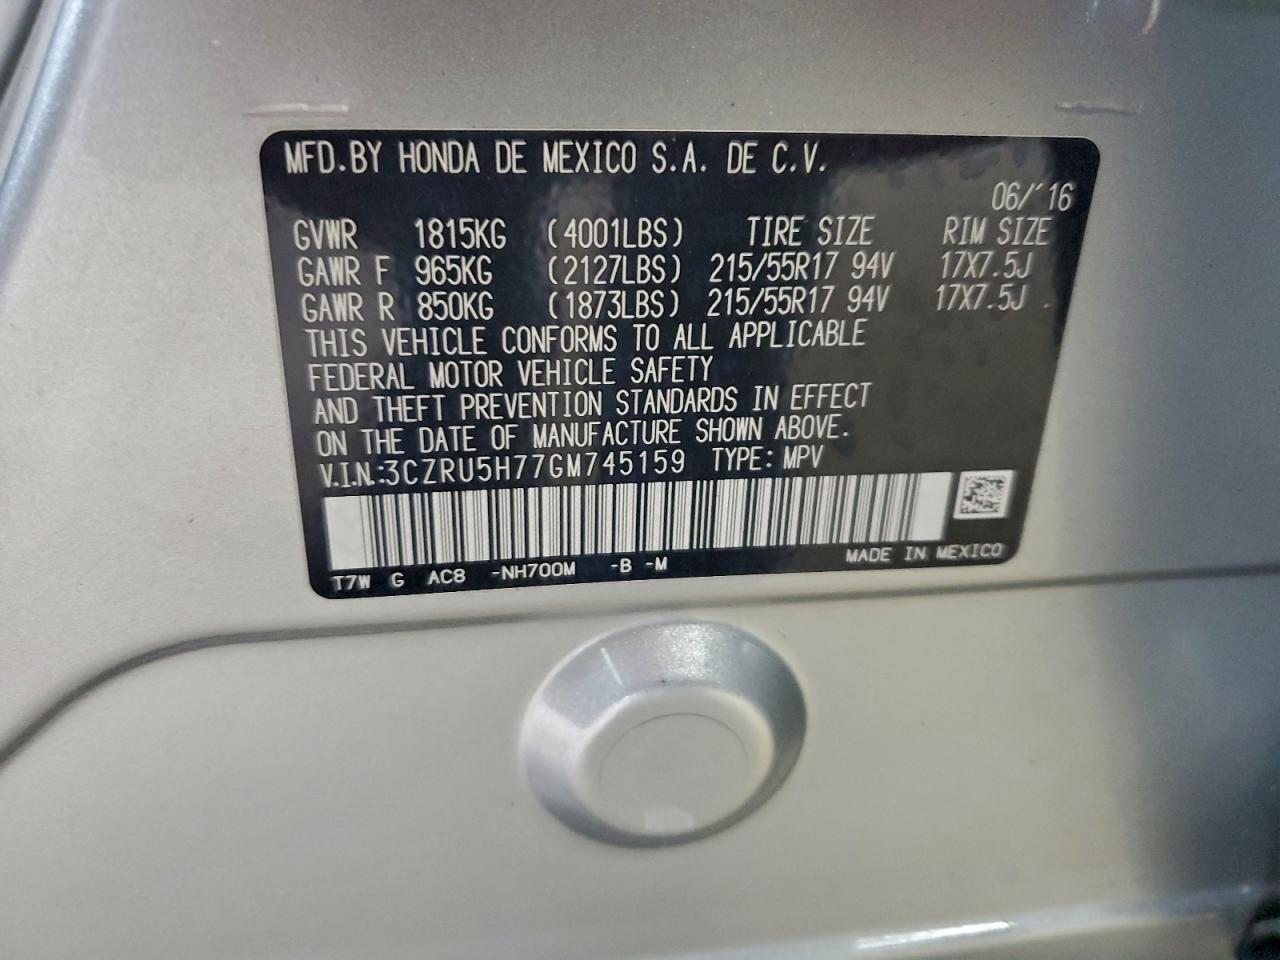 MFD.BY HONDA DE MEXICO S.A. DE C.V.
06/'16
GVWR 1815KG (4001LBS) TIRE SIZE RIM SIZE
GAWR F 965KG (2127LBS) 215/55R17 94V 17X7.5J
GAWR R 850KG (1873LBS) 215/55R17 94V 17X7.5J
THIS VEHICLE CONFORMS TO ALL APPLICABLE
FEDERAL MOTOR VEHICLE SAFETY
AND THEFT PREVENTION STANDARDS IN EFFECT
ON THE DATE OF MANUFACTURE SHOWN ABOVE.
V.I.N.:3CZRU5H77GM745159 TYPE: MPV
MADE IN MEXICO
T7W G AC8 -NH700M -B -M